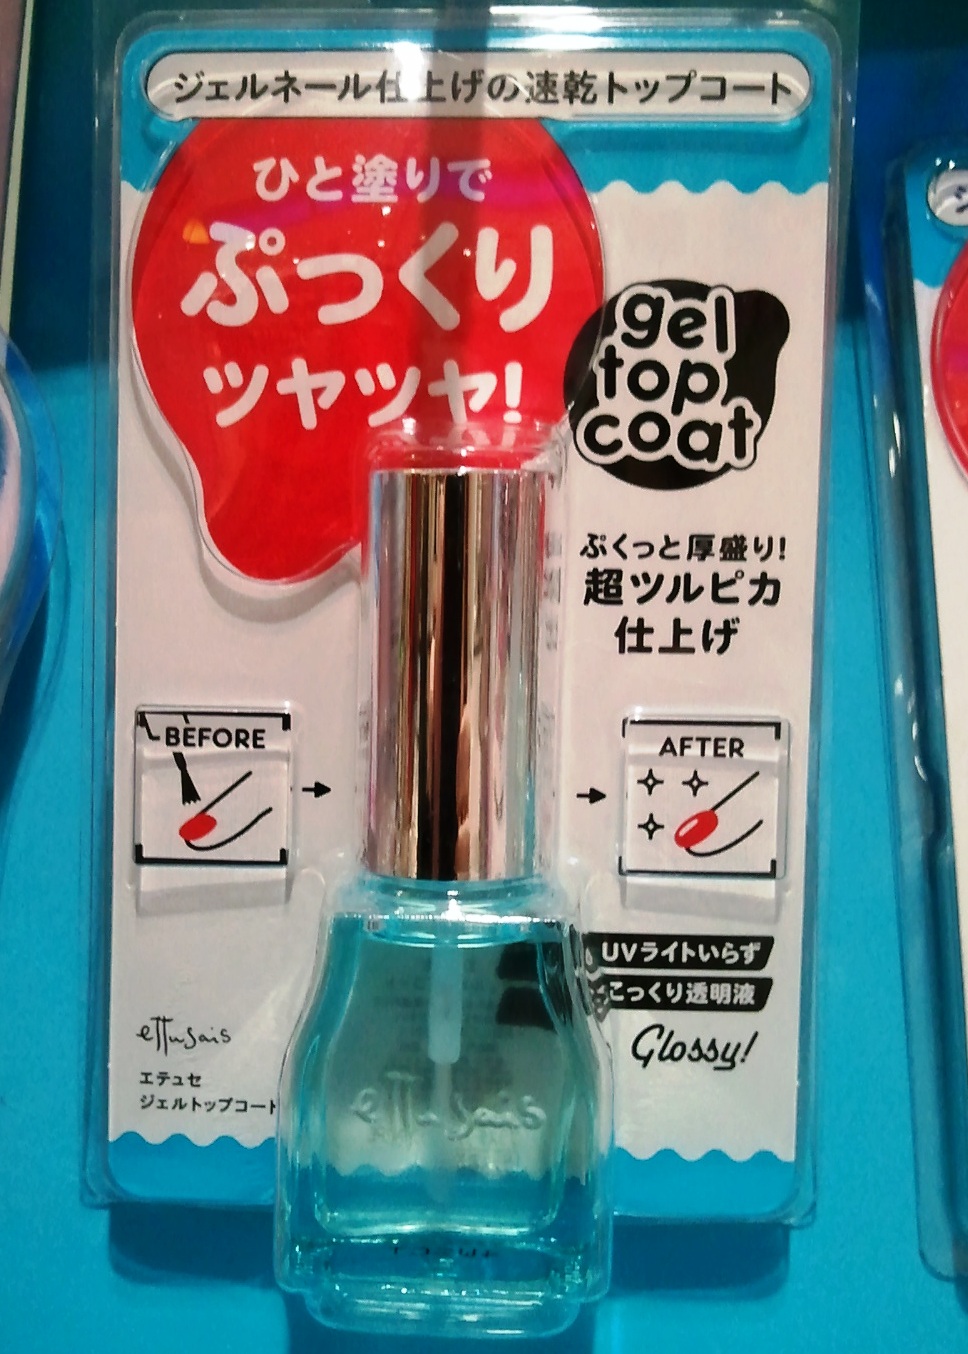 ジェルネール仕上げの速乾トップコート
ひと塗りで
ぷっくり
ツヤツヤ!
gel
top
coat
ぷくっと厚盛り!
超ツルピカ
仕上げ
BEFORE
AFTER
UVライトいらず
こっくり透明液
Glossy!
ettusais
エテュセ
ジェルトップコート
ettusais